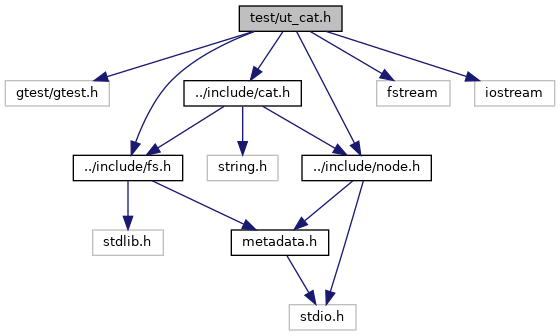 test/ut_cat.h
gtest/gtest.h
../include/cat.h
fstream
iostream
../include/fs.h
string.h
../include/node.h
stdlib.h
metadata.h
stdio.h